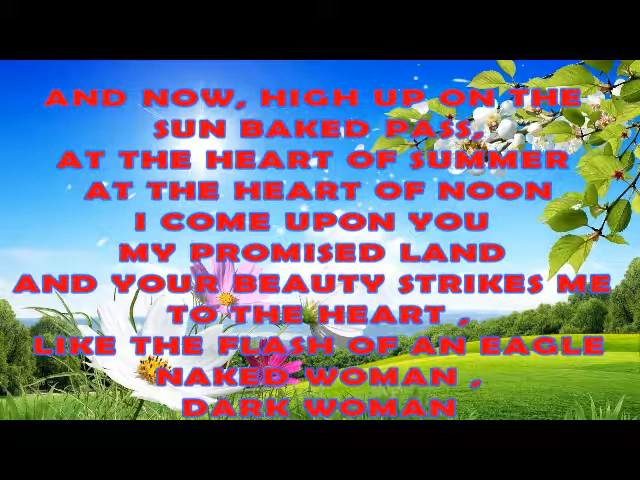 AND NOW, HIGH UP ON THE
SUN BAKED PASS,
AT THE HEART OF SUMMER
AT THE HEART OF NOON
I COME UPON YOU
MY PROMISED LAND
AND YOUR BEAUTY STRIKES ME
TO THE HEART ,
LIKE THE FLASH OF AN EAGLE
NAKED WOMAN ,
DARK WOMAN